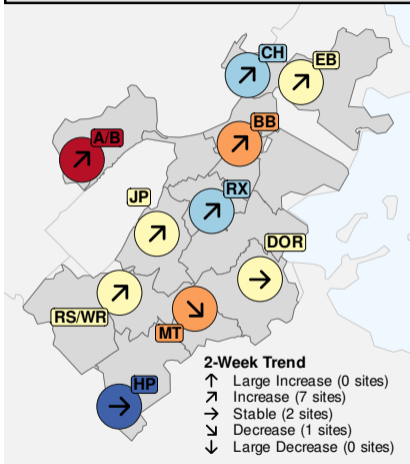 CH
EB
BB
A/B
RX
JP
DOR
RS/WR
MT
HP
2-Week Trend
↑ Large Increase (0 sites)
↗ Increase (7 sites)
→ Stable (2 sites)
↘ Decrease (1 sites)
↓ Large Decrease (0 sites)